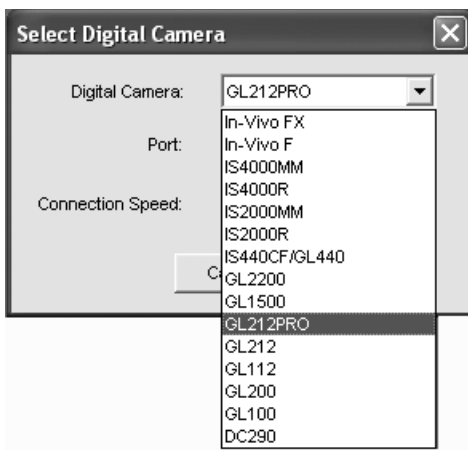 Select Digital Camera
Digital Camera: GL212PRO
In-Vivo FX
Port: In-Vivo F
IS4000MM
IS4000R
Connection Speed: IS2000MM
IS2000R
IS440CF/GL440
GL2200
GL1500
GL212PRO
GL212
GL112
GL200
GL100
DC290